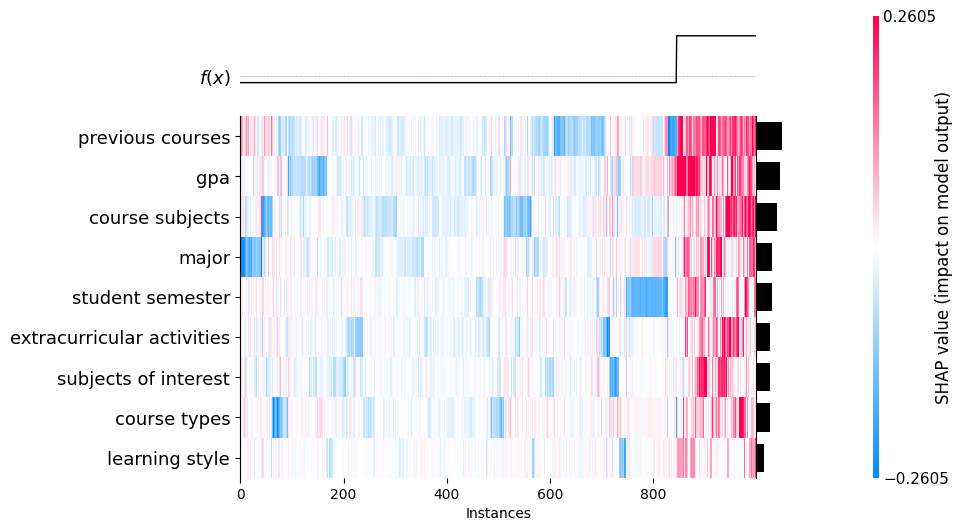 0.2605
f(x)
previous courses
gpa
course subjects
major
student semester
extracurricular activities
subjects of interest
course types
learning style
0 200 400 600 800
Instances
−0.2605
SHAP value (impact on model output)